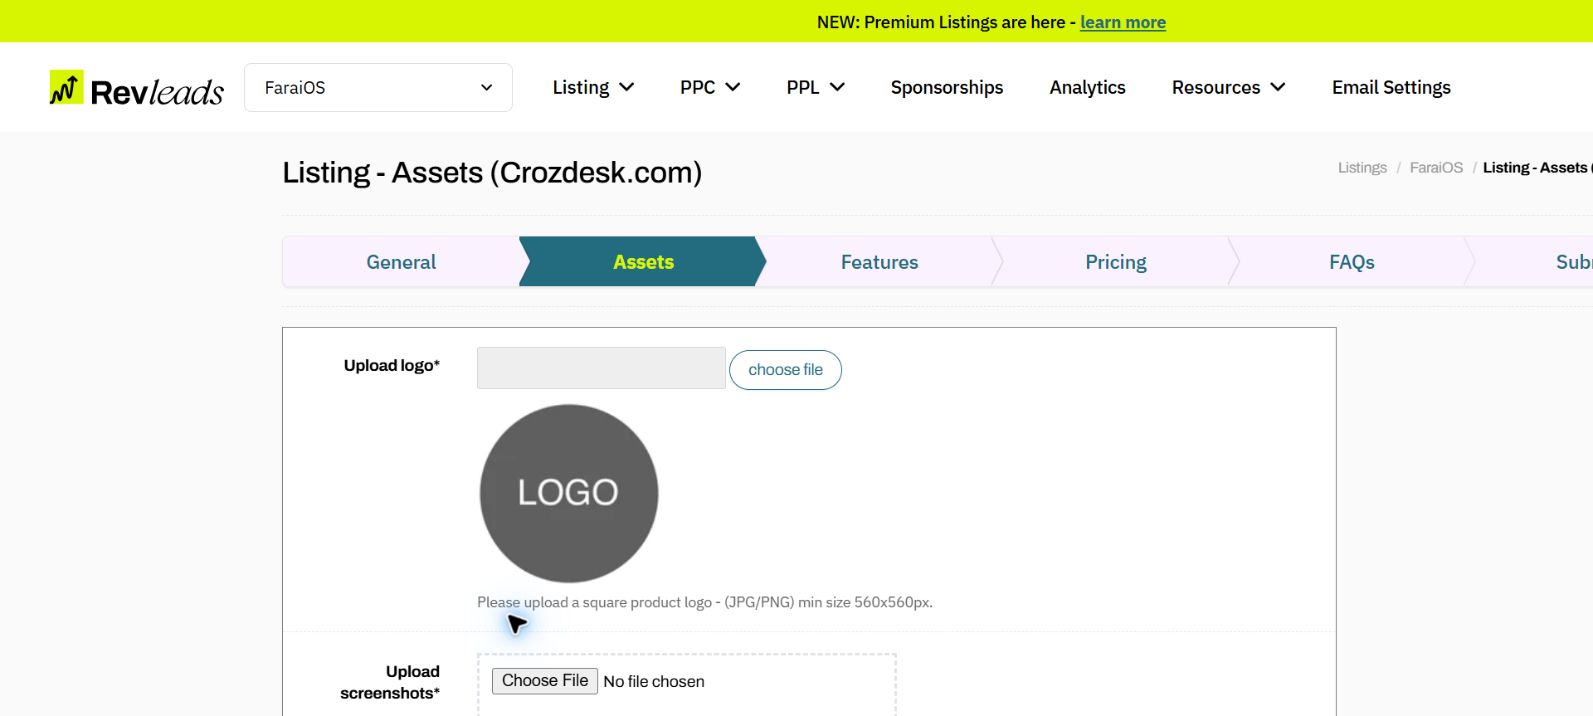 NEW: Premium Listings are here - learn more
Revleads
FaraiOS
Listing
PPC
PPL
Sponsorships
Analytics
Resources
Email Settings
Listing - Assets (Crozdesk.com)
Listings / FaraiOS / Listing - Assets (
General
Assets
Features
Pricing
FAQs
Upload logo*
choose file
LOGO
Please upload a square product logo - (JPG/PNG) min size 560x560px.
Upload
screenshots*
Choose File No file chosen